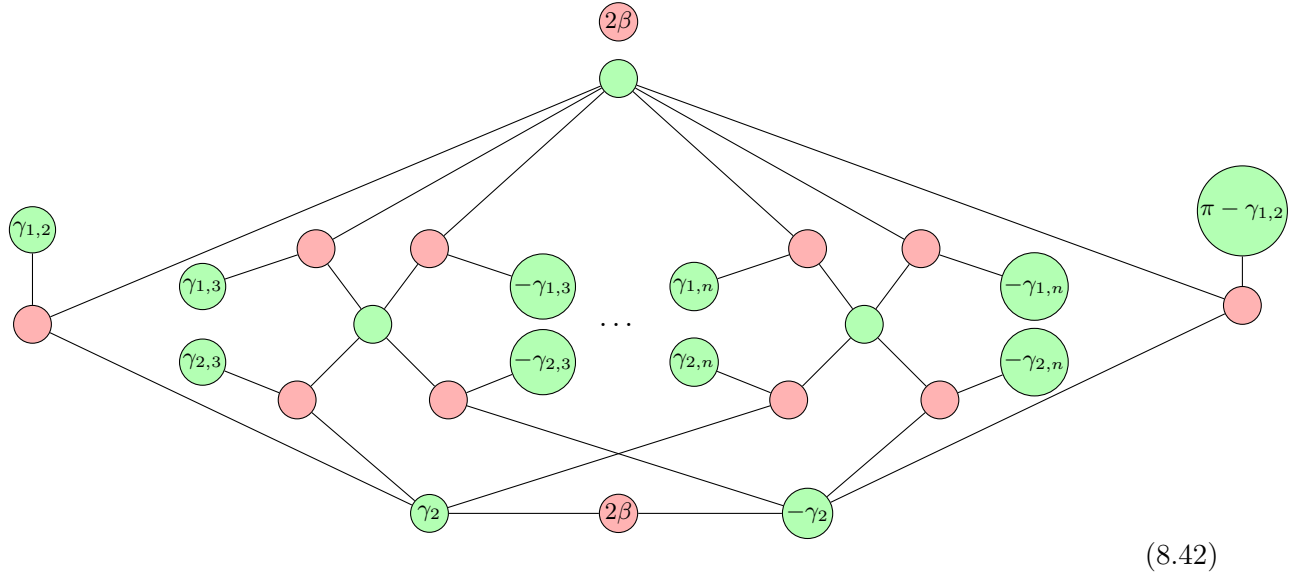 2β
γ₁,₂
π − γ₁,₂
γ₁,₃ −γ₁,₃ γ₁,ₙ −γ₁,ₙ
...
γ₂,₃ −γ₂,₃ γ₂,ₙ −γ₂,ₙ
γ₂ 2β −γ₂
(8.42)